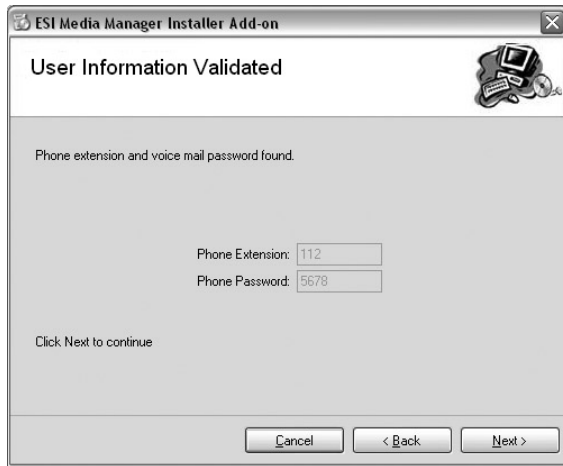 ESI Media Manager Installer Add-on
User Information Validated
Phone extension and voice mail password found.
Phone Extension: 112
Phone Password: 5678
Click Next to continue
Cancel < Back Next >